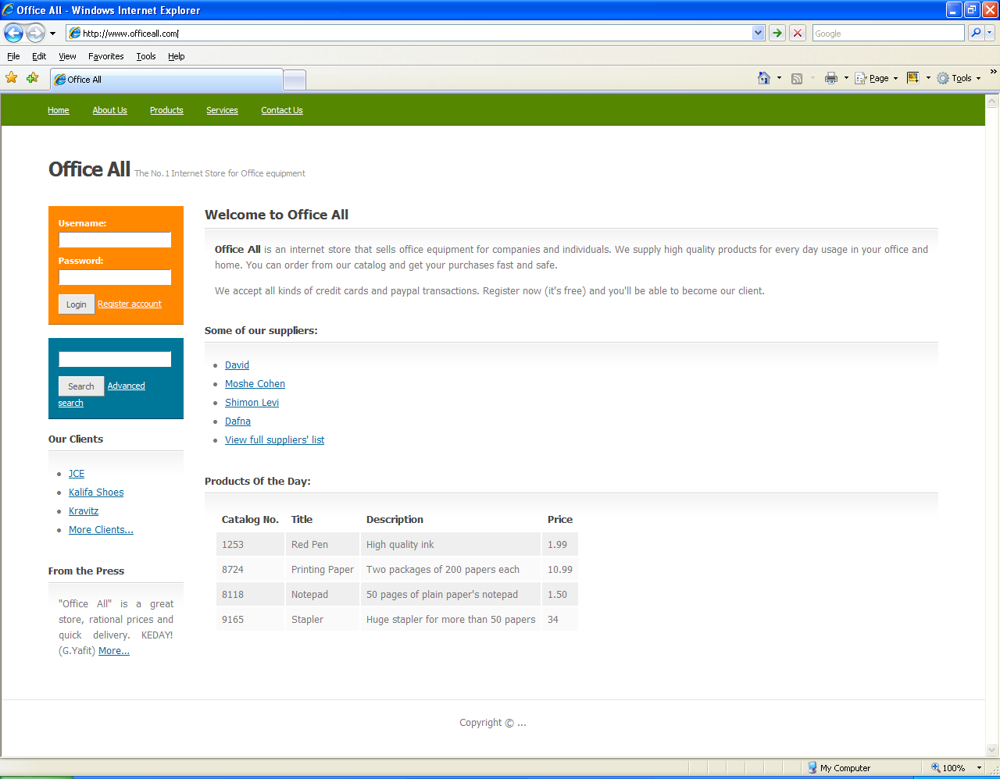 Office All - Windows Internet Explorer
http://www.officeall.com
Google
File Edit View Favorites Tools Help
Office All
Page Tools
Home About Us Products Services Contact Us
Office All The No.1 Internet Store for Office equipment
Username:
Password:
Login Register account
Search Advanced
search
Our Clients
JCE
Kalifa Shoes
Kravitz
More Clients...
From the Press
"Office All" is a great
store, rational prices and
quick delivery. KEDAY!
(G.Yafit) More...
Welcome to Office All
Office All is an internet store that sells office equipment for companies and individuals. We supply high quality products for every day usage in your office and
home. You can order from our catalog and get your purchases fast and safe.
We accept all kinds of credit cards and paypal transactions. Register now (it's free) and you'll be able to become our client.
Some of our suppliers:
David
Moshe Cohen
Shimon Levi
Dafna
View full suppliers' list
Products Of the Day:
Catalog No. Title Description Price
1253 Red Pen High quality ink 1.99
8724 Printing Paper Two packages of 200 papers each 10.99
8118 Notepad 50 pages of plain paper's notepad 1.50
9165 Stapler Huge stapler for more than 50 papers 34
Copyright © ...
My Computer 100%